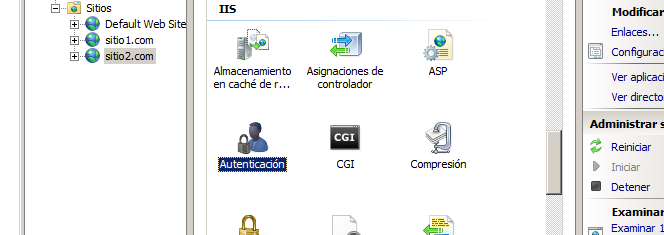 Sitios
Default Web Site
sitio1.com
sitio2.com
IIS
Almacenamiento
en caché de r...
Asignaciones de
controlador
ASP
Autenticación
CGI
CGI
Compresión
Modificar
Enlaces...
Configurac
Ver aplicaci
Ver directo
Administrar s
Reiniciar
Iniciar
Detener
Examinar
Examinar 1